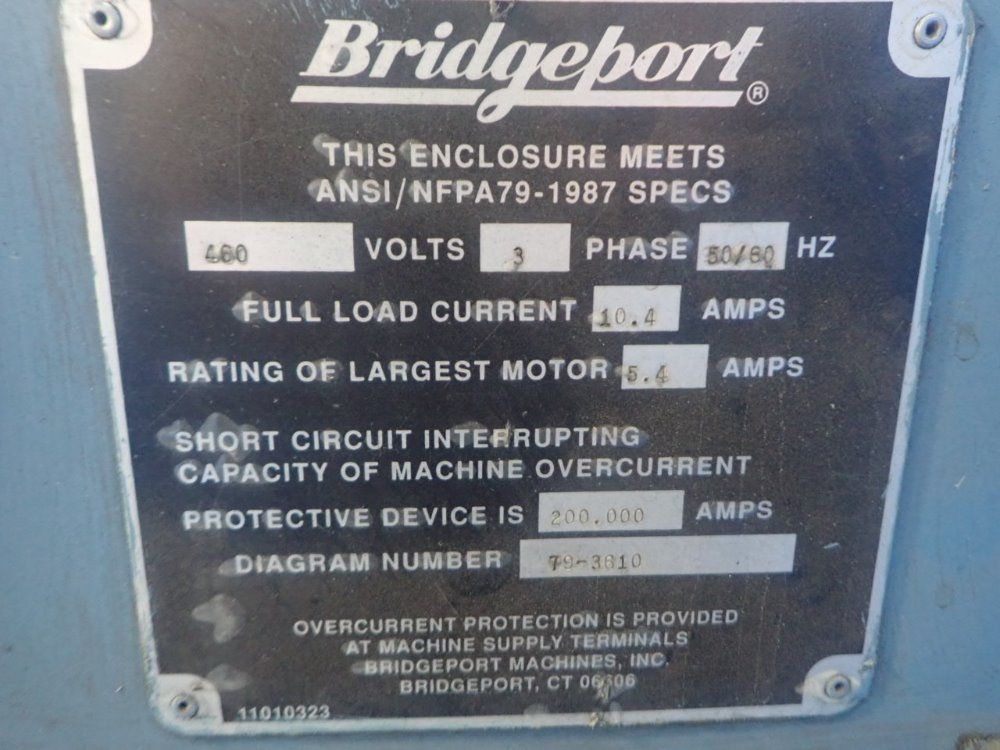 Bridgeport®
THIS ENCLOSURE MEETS
ANSI/NFPA79-1987 SPECS
460 VOLTS 3 PHASE 50/60 HZ
FULL LOAD CURRENT 10.4 AMPS
RATING OF LARGEST MOTOR 5.4 AMPS
SHORT CIRCUIT INTERRUPTING
CAPACITY OF MACHINE OVERCURRENT
PROTECTIVE DEVICE IS 200.000 AMPS
DIAGRAM NUMBER 79-3610
OVERCURRENT PROTECTION IS PROVIDED
AT MACHINE SUPPLY TERMINALS
BRIDGEPORT MACHINES, INC.
BRIDGEPORT, CT 06606
11010323